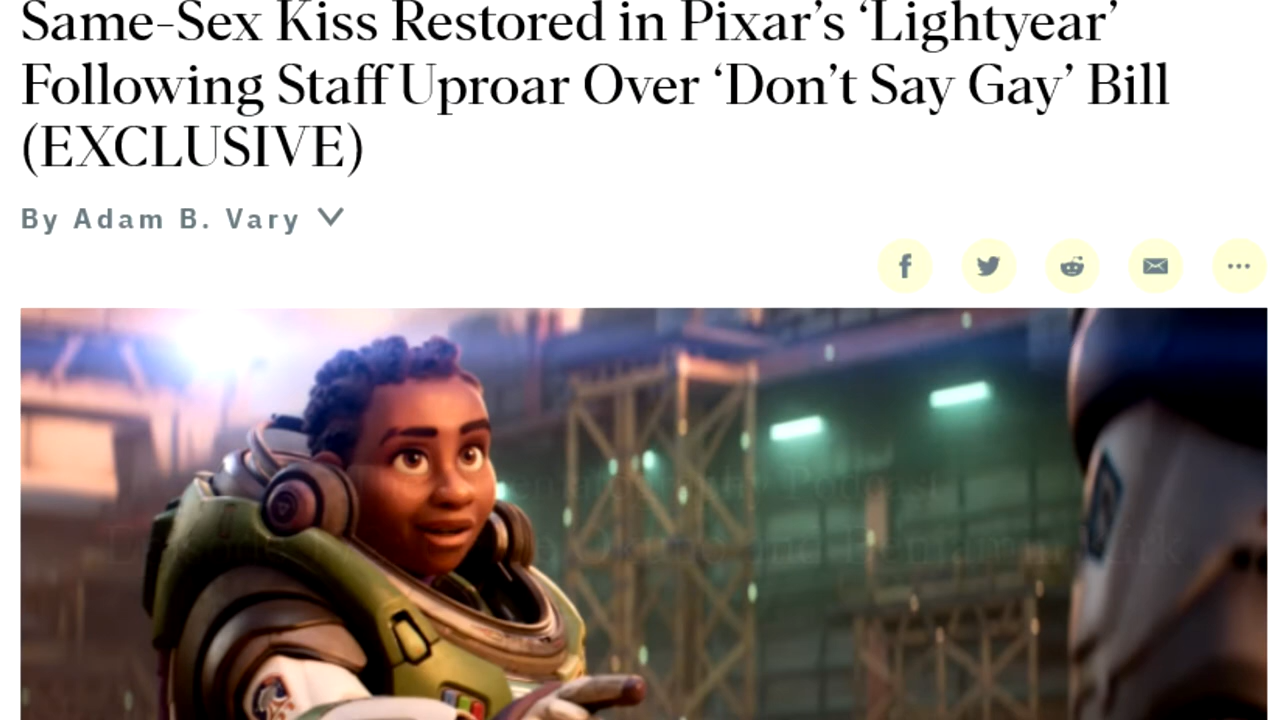 Same-Sex Kiss Restored in Pixar’s ‘Lightyear’
Following Staff Uproar Over ‘Don’t Say Gay’ Bill
(EXCLUSIVE)
By Adam B. Vary